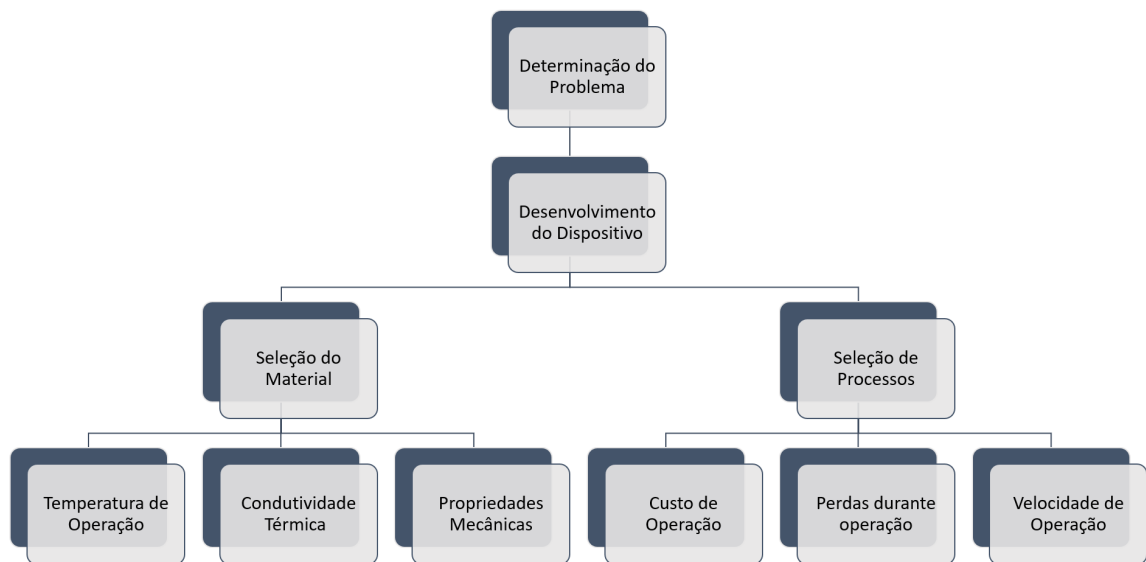 Determinação do
Problema
Desenvolvimento
do Dispositivo
Seleção do
Material
Seleção de
Processos
Temperatura de
Operação
Condutividade
Térmica
Propriedades
Mecânicas
Custo de
Operação
Perdas durante
operação
Velocidade de
Operação